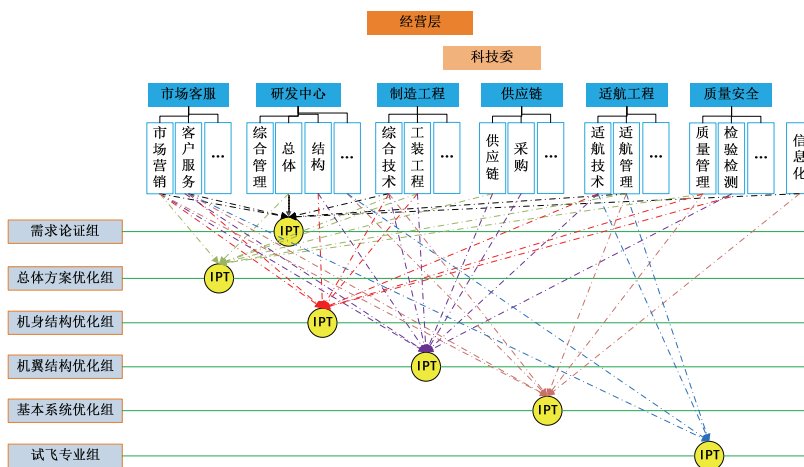 经营层
科技委
市场客服 研发中心 制造工程 供应链 适航工程 质量安全
市场营销 客户服务 … 综合管理 总体 结构 … 综合技术 工装工程 … 供应链 采购 … 适航技术 适航管理 … 质量管理 检验检测 … 信息化
需求论证组 IPT
总体方案优化组 IPT
机身结构优化组 IPT
机翼结构优化组 IPT
基本系统优化组 IPT
试飞专业组 IPT